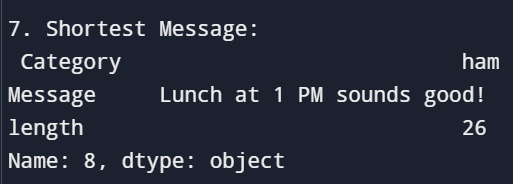 7. Shortest Message:
Category ham
Message Lunch at 1 PM sounds good!
length 26
Name: 8, dtype: object